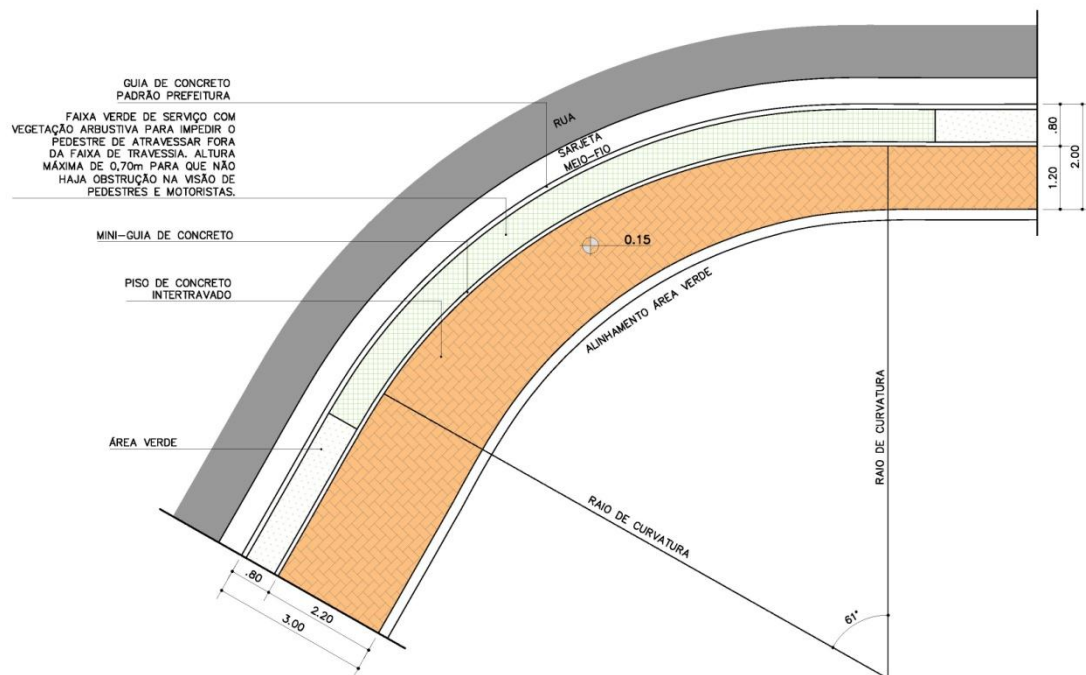 GUIA DE CONCRETO
PADRÃO PREFEITURA
FAIXA VERDE DE SERVIÇO COM
VEGETAÇÃO ARBUSTIVA PARA IMPEDIR O
PEDESTRE DE ATRAVESSAR FORA
DA FAIXA DE TRAVESSIA. ALTURA
MÁXIMA DE 0,70m PARA QUE NÃO
HAJA OBSTRUÇÃO NA VISÃO DE
PEDESTRES E MOTORISTAS.
MINI-GUIA DE CONCRETO
PISO DE CONCRETO
INTERTRAVADO
ÁREA VERDE
RUA
SARJETA
MEIO-FIO
0.15
ALINHAMENTO ÁREA VERDE
RAIO DE CURVATURA
RAIO DE CURVATURA
61°
.80
1.20
2.00
.80
2.20
3.00